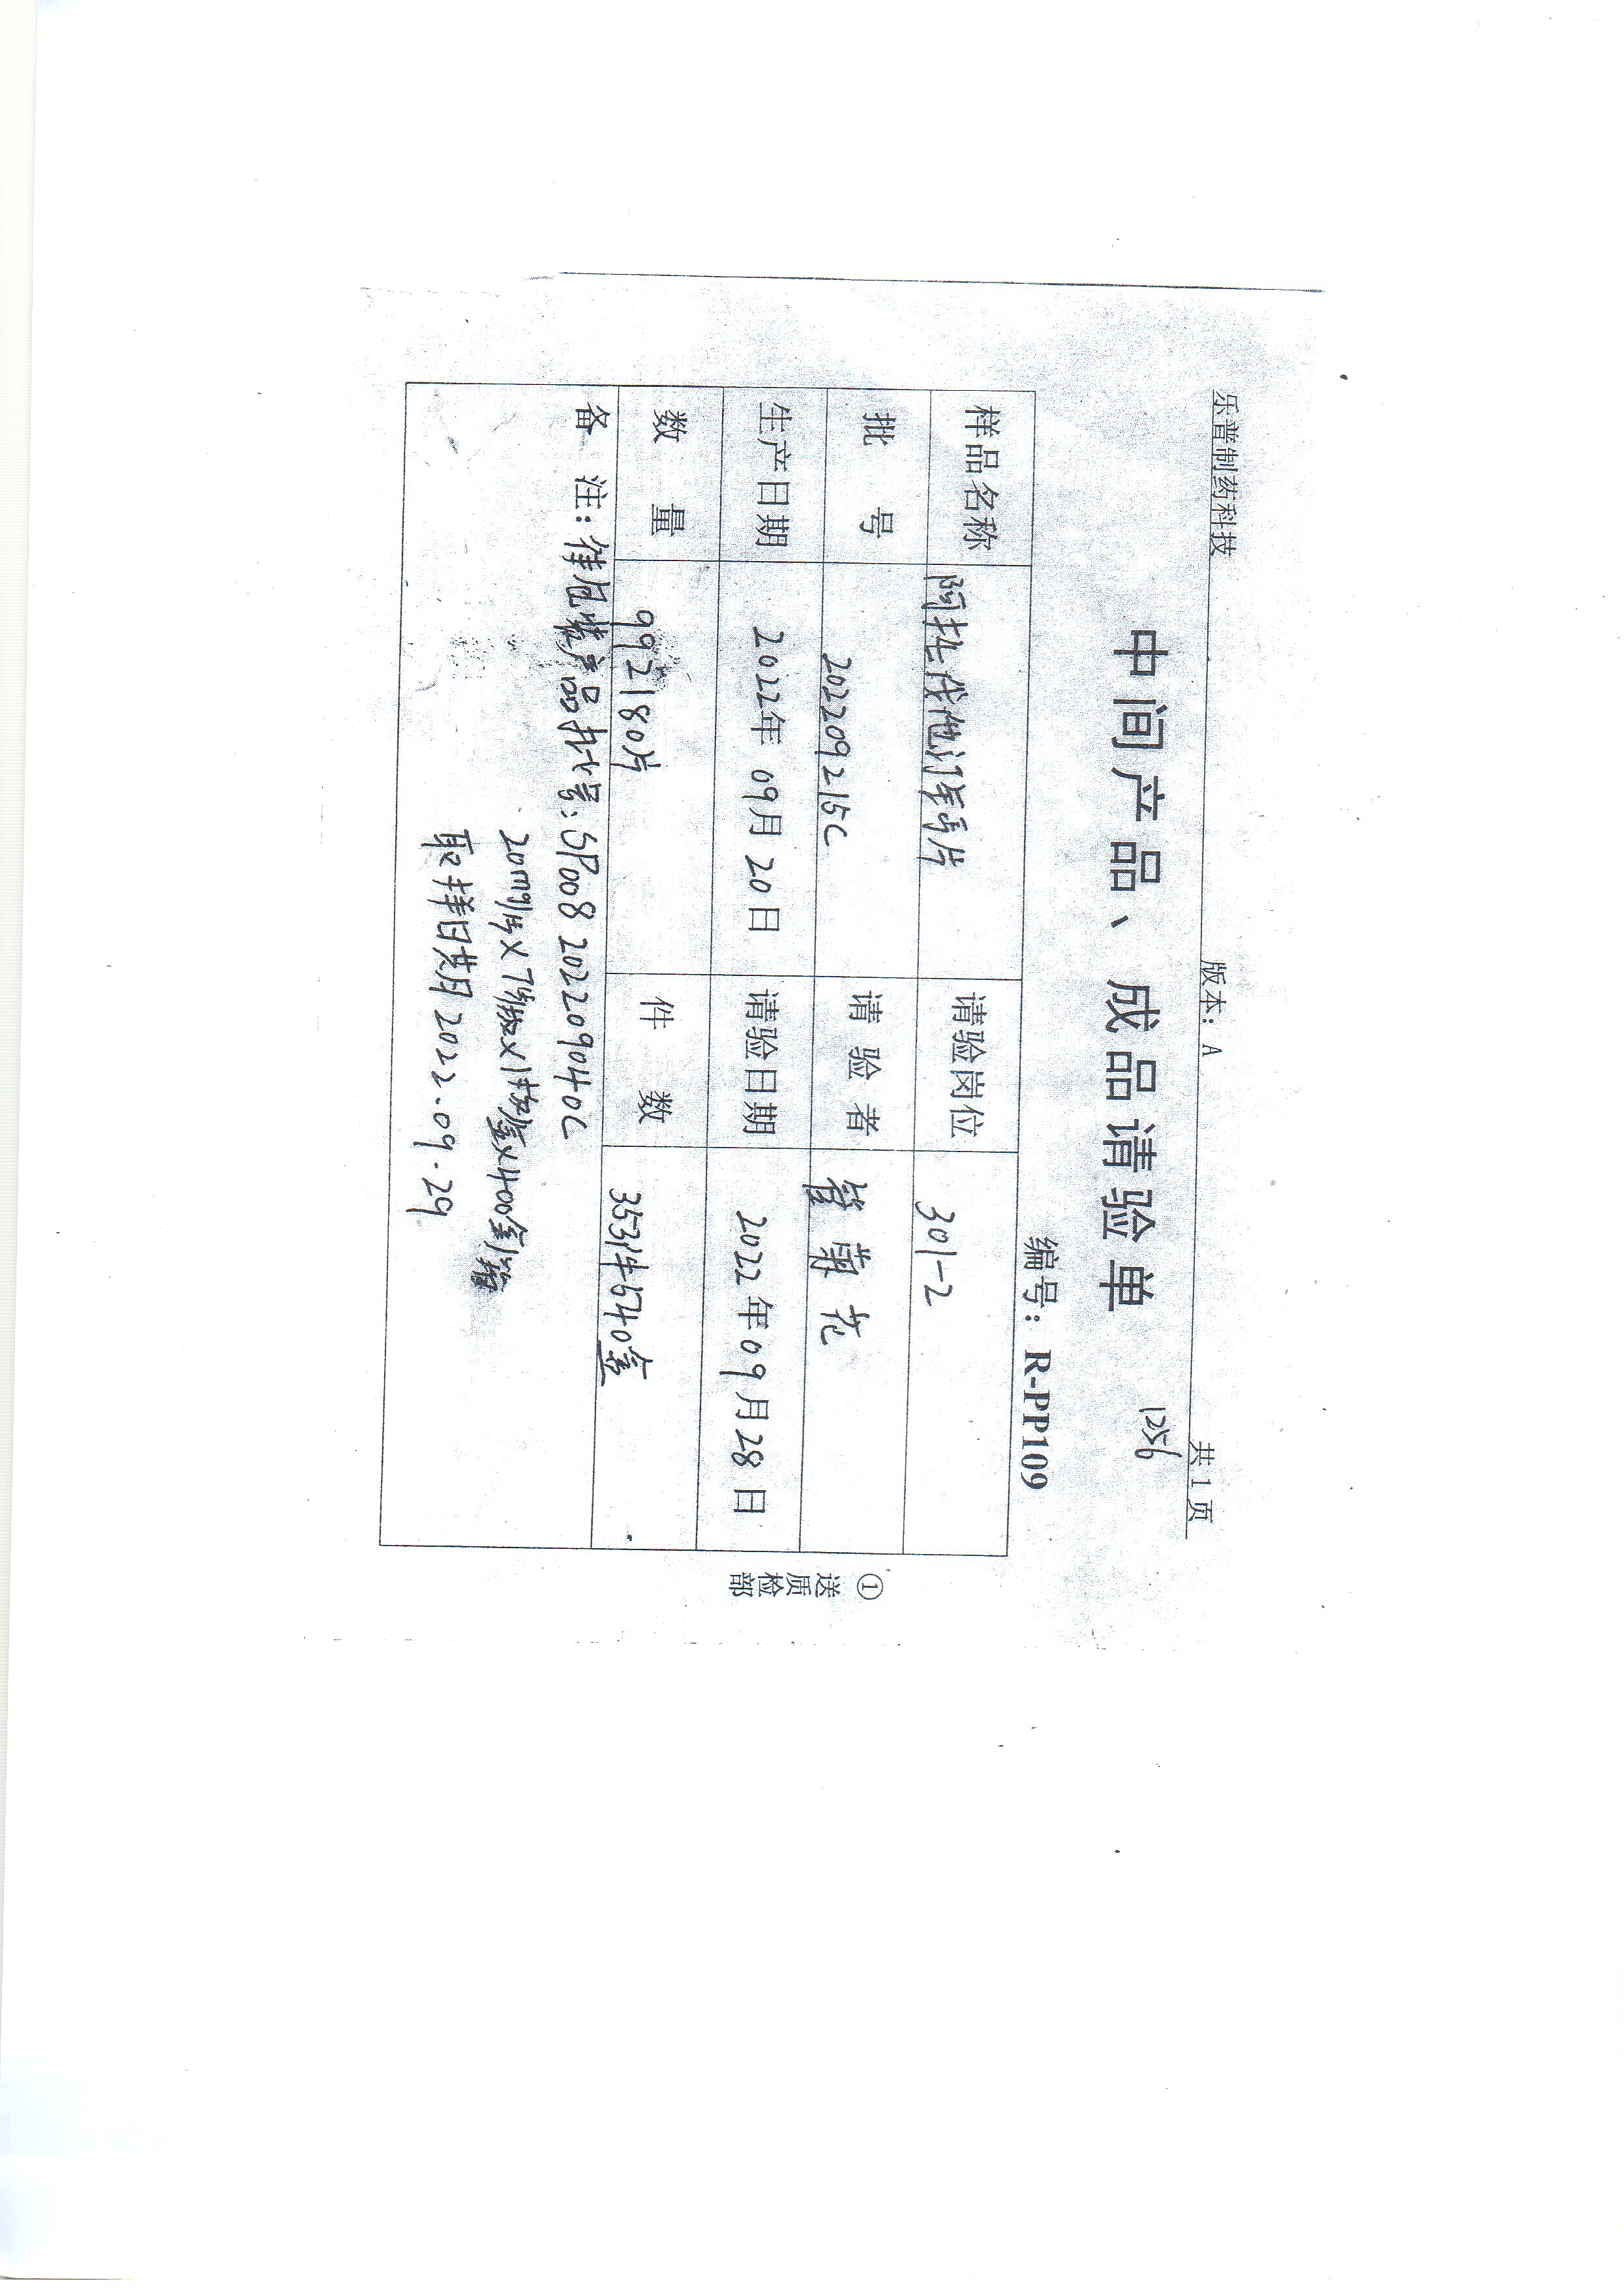 乐普制药科技 版本：A 共 1 页
1256
中间产品、成品请验单
编号：R-PP109
样品名称 阿托伐他汀钙片 请验岗位 301-2
批 号 202209215C 请验者 管菊花
生产日期 2022年 09月 20日 请验日期 2022年09月28日
数 量 992180片 件 数 353件540盒
备 注：待包装产品批号：SP008 202209040C
20mg/片×7片/板×1板/盒×400盒/箱
取样日期 2022.09.29
① 送质检部